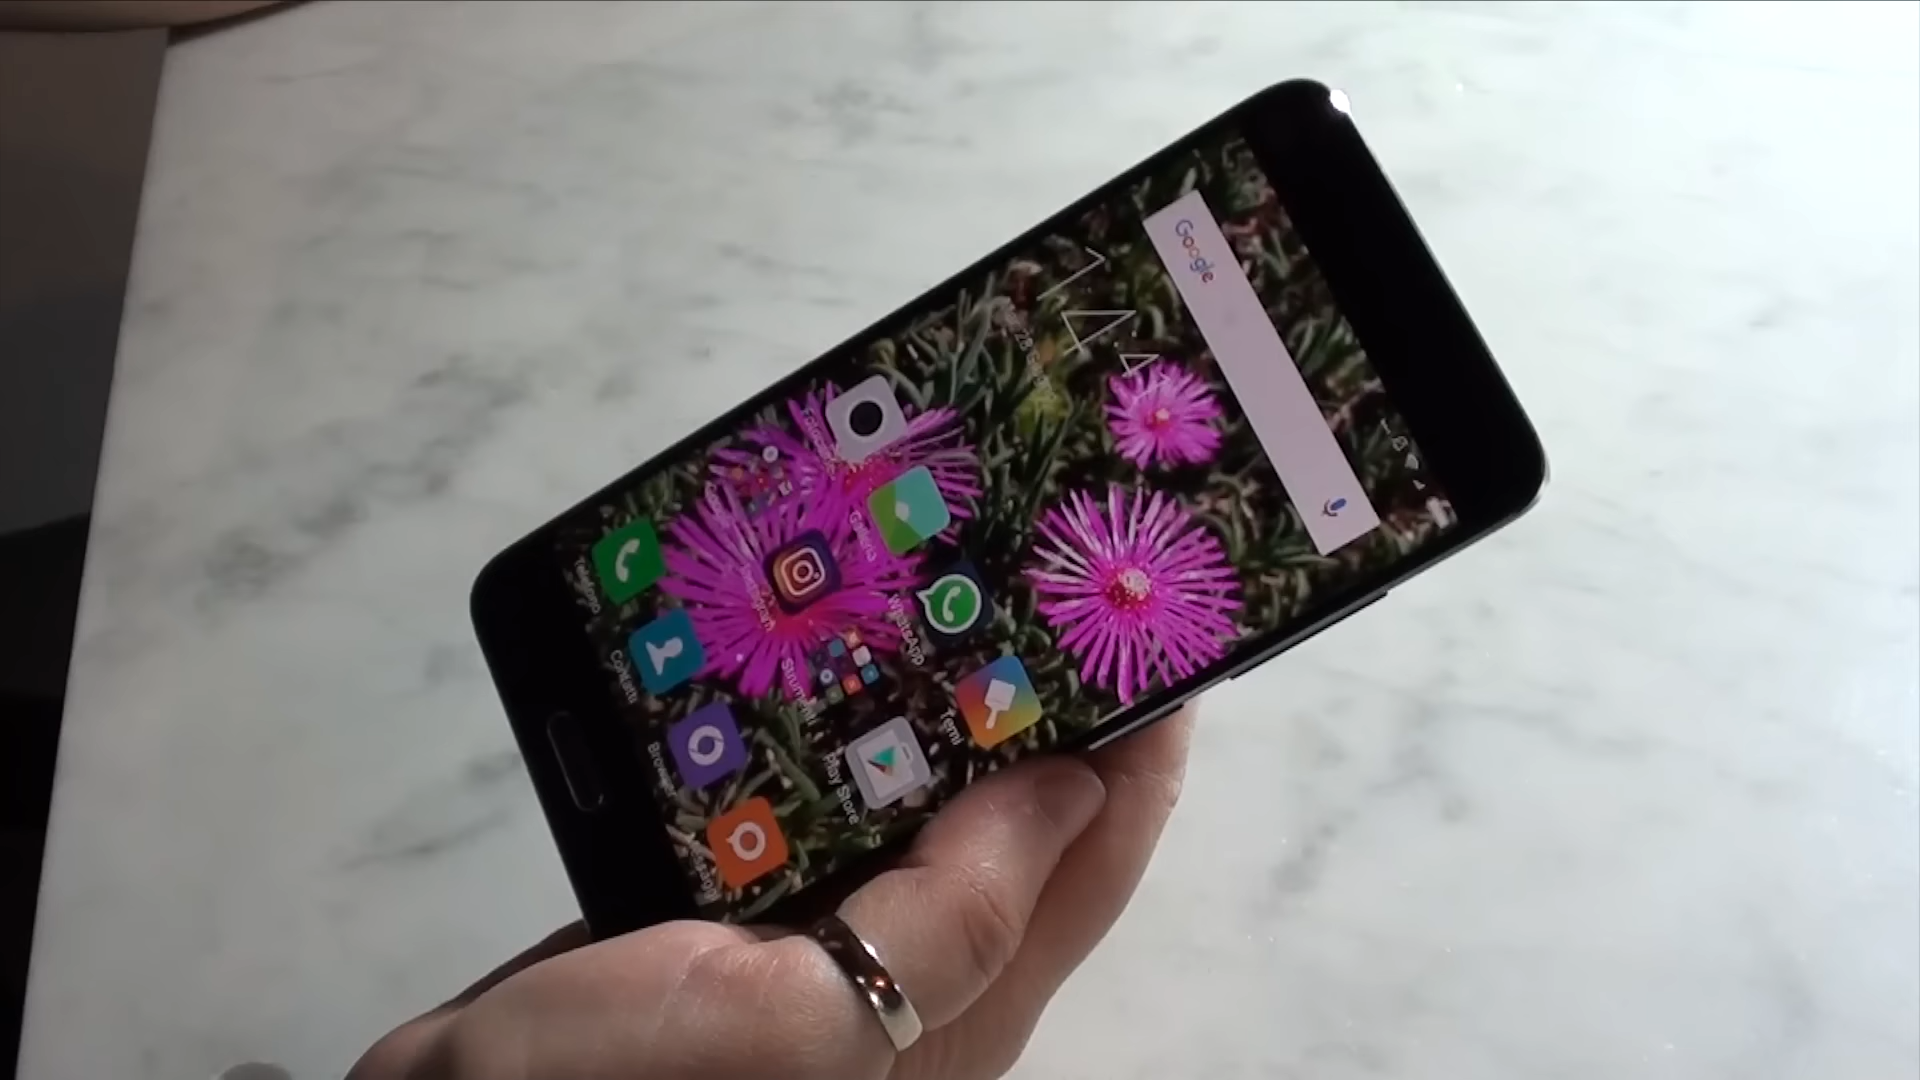 Google
Galleria
WhatsApp
Temi
Instagram
Strumenti
Play Store
Telefono
Contatti
Browser